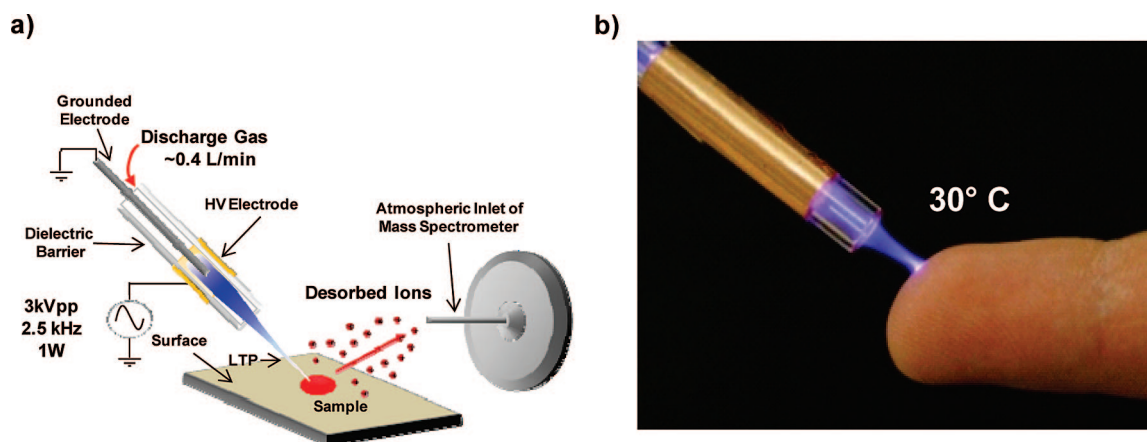 a)
Grounded
Electrode
Discharge Gas
~0.4 L/min
HV Electrode
Dielectric
Barrier
Atmospheric Inlet of
Mass Spectrometer
Desorbed Ions
3kVpp
2.5 kHz
1W
Surface
LTP
Sample
b)
30° C